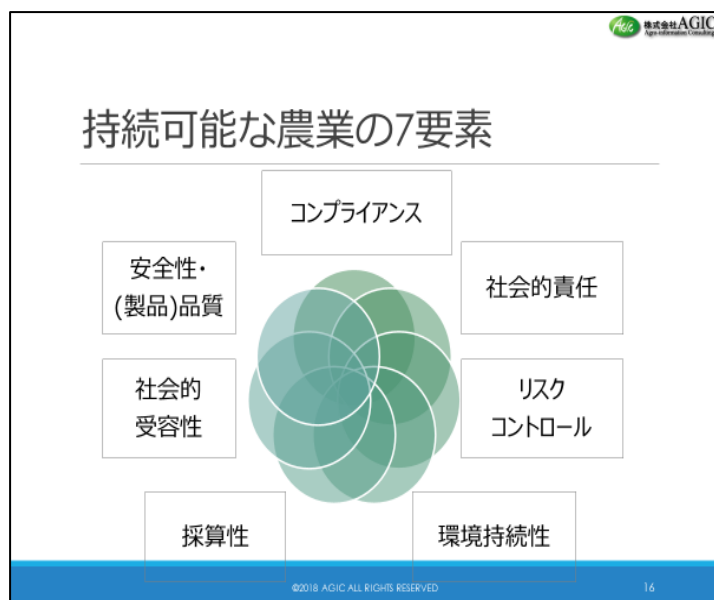 Agic 株式会社AGIC
Agro-information Consulting
持続可能な農業の7要素
コンプライアンス
社会的責任
リスク
コントロール
環境持続性
採算性
社会的
受容性
安全性・
(製品)品質
©2018 AGIC ALL RIGHTS RESERVED
16